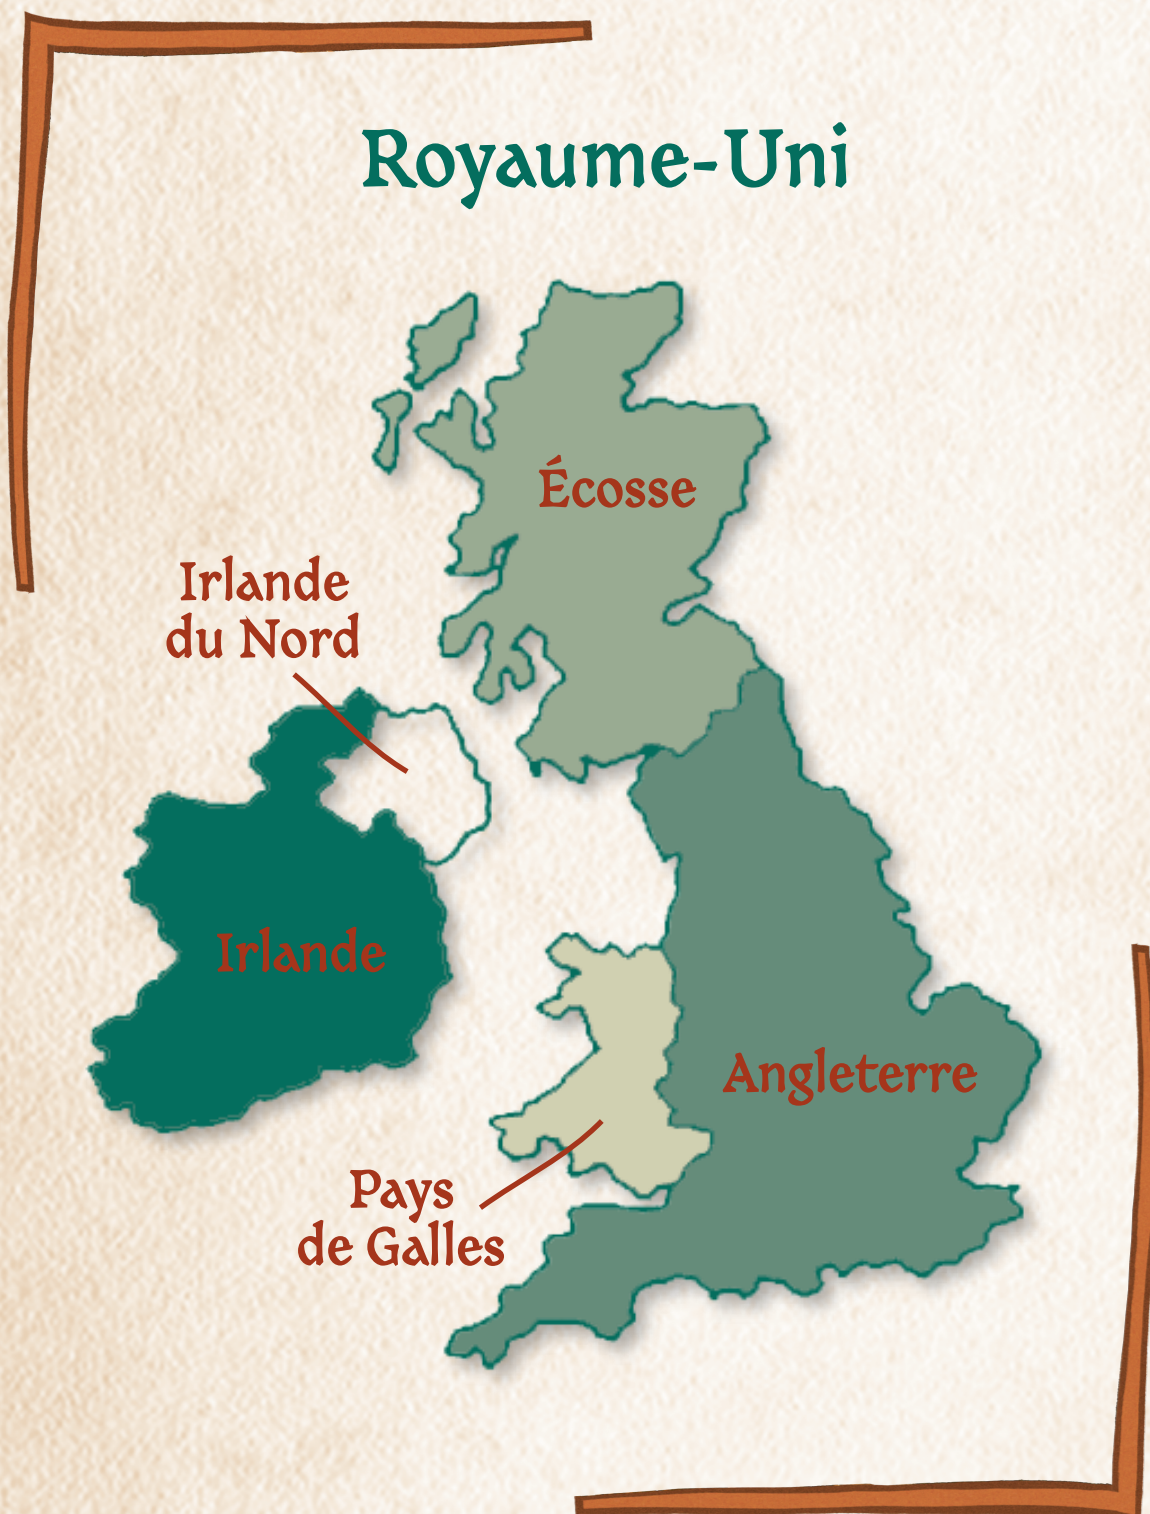 Royaume-Uni
Écosse
Irlande
du Nord
Irlande
Angleterre
Pays
de Galles